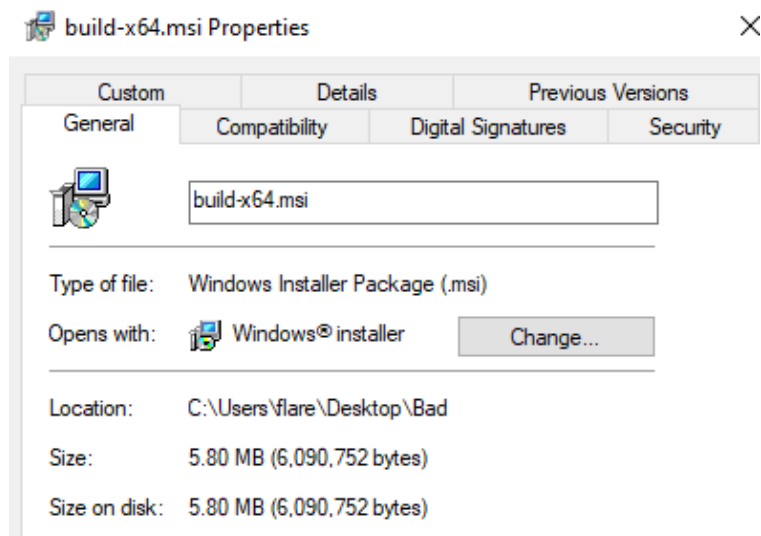 build-x64.msi Properties
Custom Details Previous Versions
General Compatibility Digital Signatures Security
build-x64.msi
Type of file: Windows Installer Package (.msi)
Opens with: Windows® installer Change...
Location: C:\Users\flare\Desktop\Bad
Size: 5.80 MB (6,090,752 bytes)
Size on disk: 5.80 MB (6,090,752 bytes)